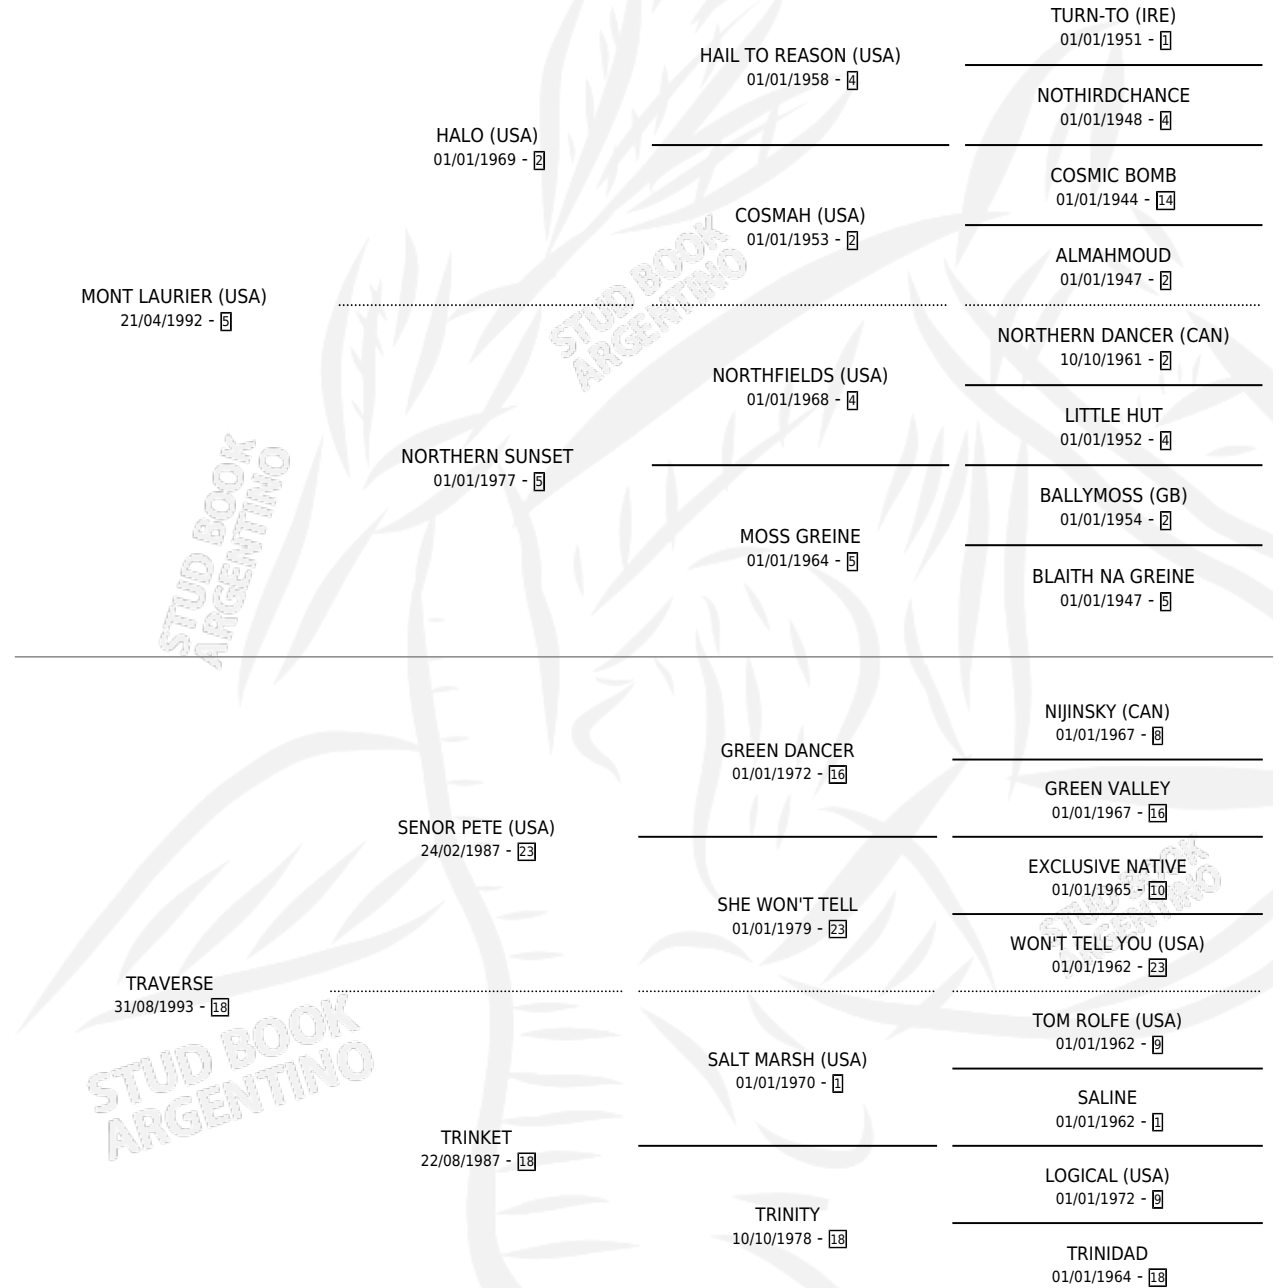 TURN-TO (IRE)
01/01/1951 - 1
HAIL TO REASON (USA)
01/01/1958 - 4
NOTHIRDCHANCE
01/01/1948 - 4
HALO (USA)
01/01/1969 - 2
COSMIC BOMB
01/01/1944 - 14
COSMAH (USA)
01/01/1953 - 2
ALMAHMOUD
01/01/1947 - 2
MONT LAURIER (USA)
21/04/1992 - 5
STUD BOOK
ARGENTINO
NORTHERN DANCER (CAN)
10/10/1961 - 2
NORTHFIELDS (USA)
01/01/1968 - 4
LITTLE HUT
01/01/1952 - 4
NORTHERN SUNSET
01/01/1977 - 5
BALLYMOSS (GB)
01/01/1954 - 2
MOSS GREINE
01/01/1964 - 5
BLAITH NA GREINE
01/01/1947 - 5
STUD BOOK
ARGENTINO
NIJINSKY (CAN)
01/01/1967 - 8
GREEN DANCER
01/01/1972 - 16
GREEN VALLEY
01/01/1967 - 16
SENOR PETE (USA)
24/02/1987 - 23
EXCLUSIVE NATIVE
01/01/1965 - 10
SHE WON'T TELL
01/01/1979 - 23
STUD BOOK
ARGENTINO
WON'T TELL YOU (USA)
01/01/1962 - 23
TRAVERSE
31/08/1993 - 18
STUD BOOK
ARGENTINO
TOM ROLFE (USA)
01/01/1962 - 9
SALT MARSH (USA)
01/01/1970 - 1
SALINE
01/01/1962 - 1
TRINKET
22/08/1987 - 18
LOGICAL (USA)
01/01/1972 - 9
TRINITY
10/10/1978 - 18
TRINIDAD
01/01/1964 - 18